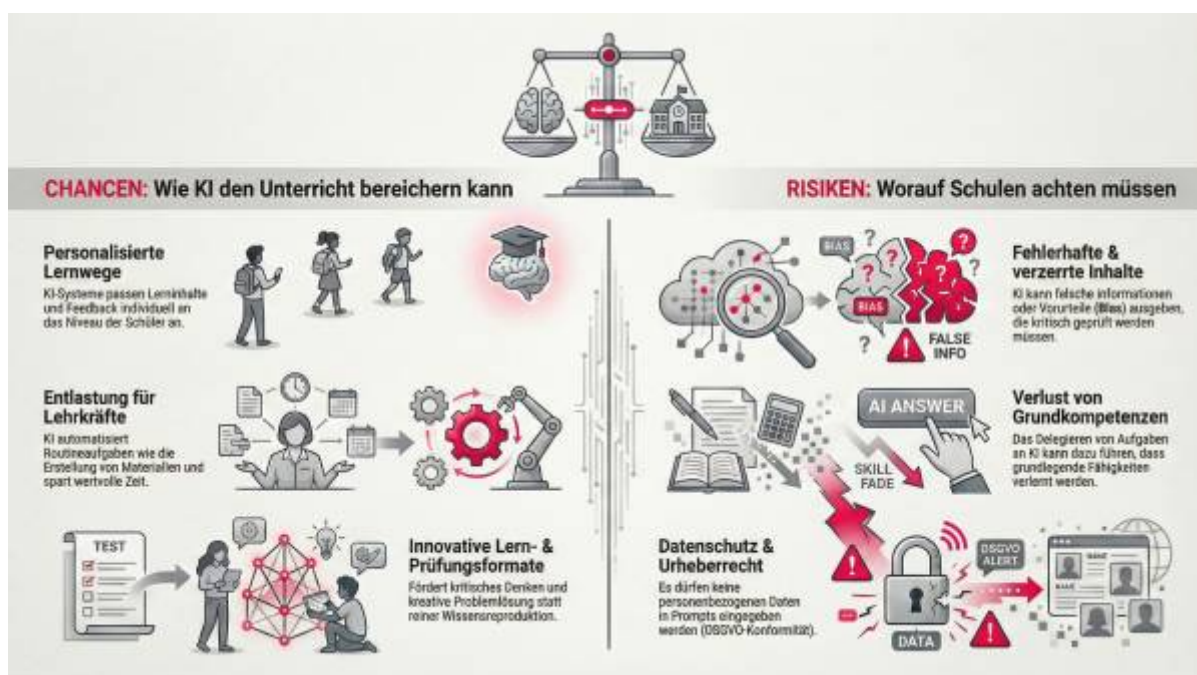 CHANCEN: Wie KI den Unterricht bereichern kann
Personalisierte
Lernwege
KI-Systeme passen Lerninhalte
und Feedback individuell an
das Niveau der Schüler an.
Entlastung für
Lehrkräfte
KI automatisiert
Routineaufgaben wie die
Erstellung von Materialien und
spart wertvolle Zeit.
TEST
Innovative Lern- &
Prüfungsformate
Fördert kritisches Denken und
kreative Problemlösung statt
reiner Wissensreproduktion.
RISIKEN: Worauf Schulen achten müssen
BIAS
BIAS
FALSE
INFO
Fehlerhafte &
verzerrte Inhalte
KI kann falsche informationen
oder Vorurteile (Bias) ausgeben,
die kritisch geprüft werden
müssen.
AI ANSWER
SKILL
FADE
Verlust von
Grundkompetenzen
Das Delegieren von Aufgaben
an KI kann dazu führen, dass
grundlegende Fähigkeiten
verlernt werden.
Datenschutz &
Urheberrecht
Es dürfen keine
personenbezogenen Daten
in Prompts eingegeben
werden (DSGVO-Konformität).
DSGVO
ALERT
DATA